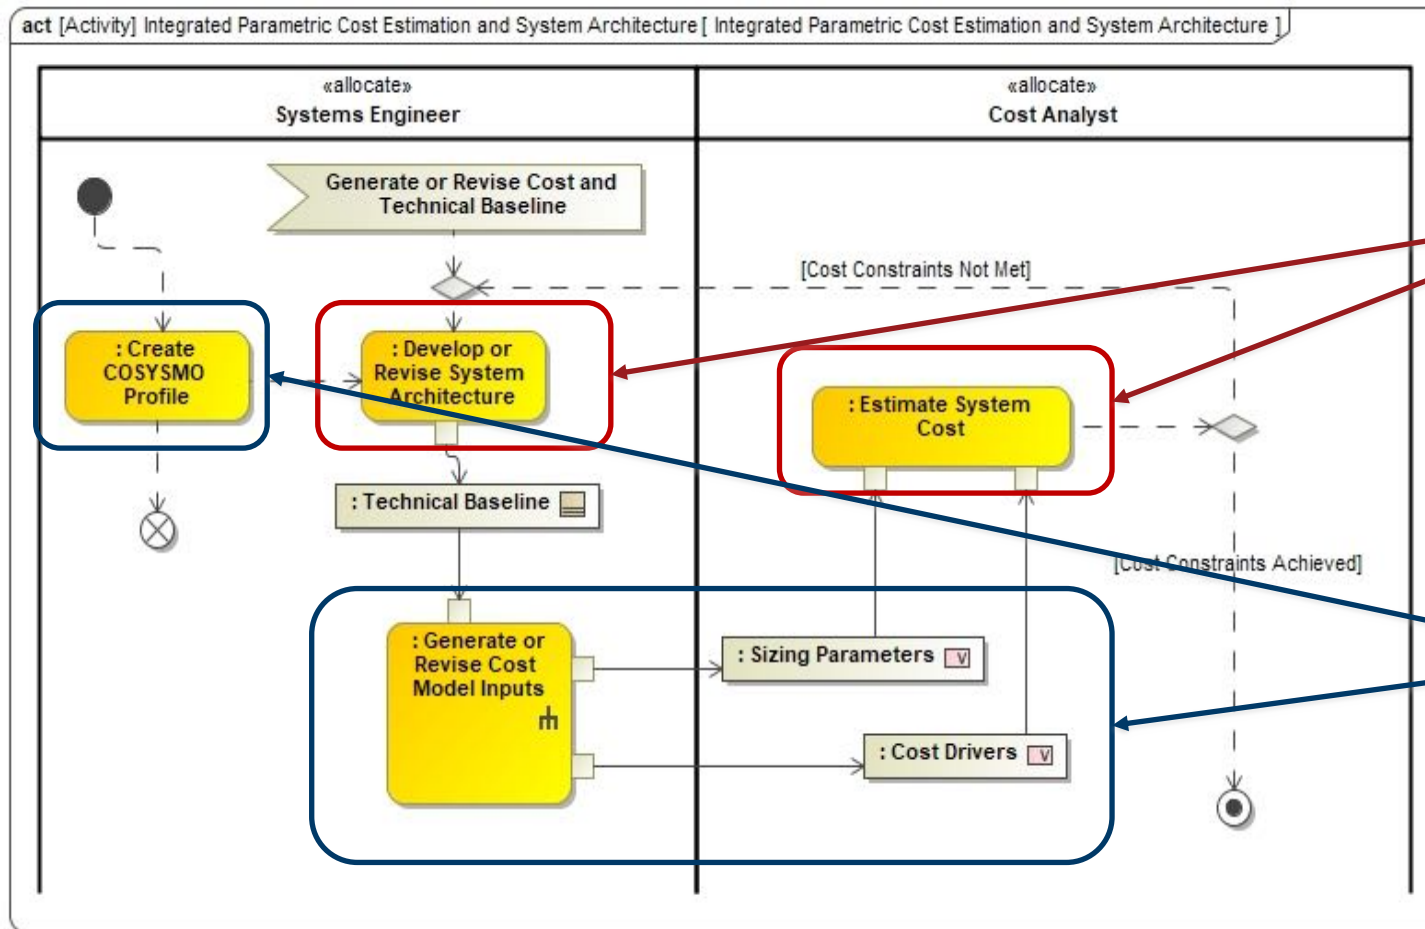 act [Activity] Integrated Parametric Cost Estimation and System Architecture [ Integrated Parametric Cost Estimation and System Architecture ]
«allocate»
Systems Engineer
«allocate»
Cost Analyst
Generate or Revise Cost and
Technical Baseline
[Cost Constraints Not Met]
: Create
COSYSMO
Profile
: Develop or
Revise System
Architecture
: Estimate System
Cost
: Technical Baseline
[Cost Constraints Achieved]
: Generate or
Revise Cost
Model Inputs
: Sizing Parameters
V
: Cost Drivers
V